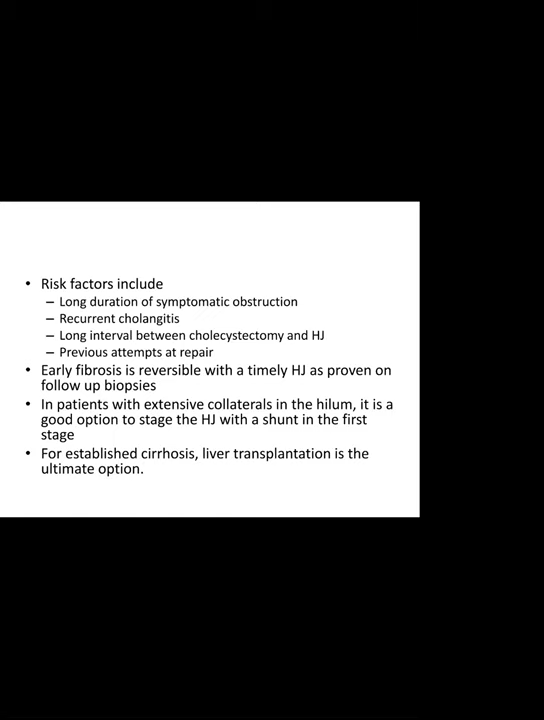 • Risk factors include
– Long duration of symptomatic obstruction
– Recurrent cholangitis
– Long interval between cholecystectomy and HJ
– Previous attempts at repair
• Early fibrosis is reversible with a timely HJ as proven on
follow up biopsies
• In patients with extensive collaterals in the hilum, it is a
good option to stage the HJ with a shunt in the first
stage
• For established cirrhosis, liver transplantation is the
ultimate option.